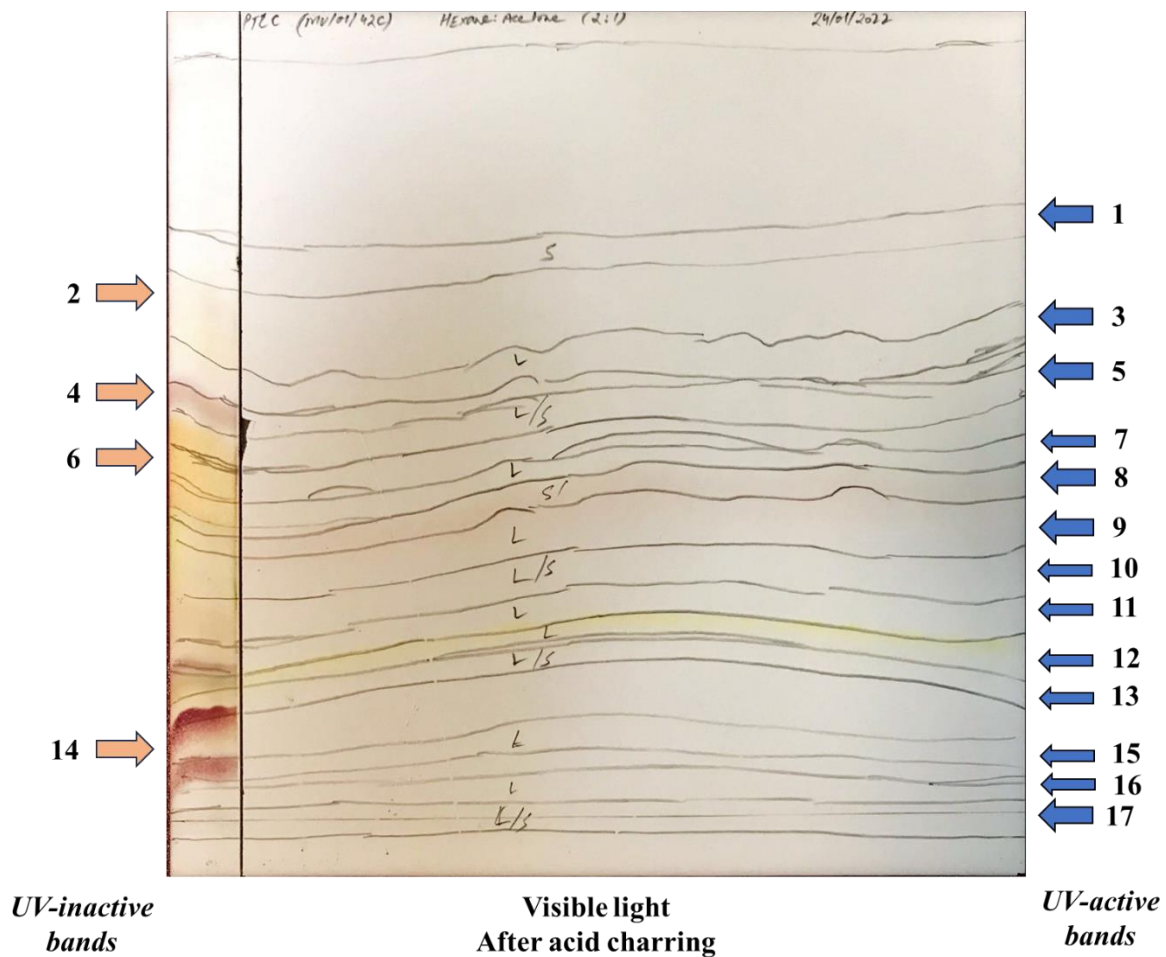 PTLC (MV/01/42C) HEXANE: Acetone (2:1) 24/01/2022
1
S
2
3
L
5
4
L/S
7
6
L
8
S
9
L
10
L/S
11
L
L
12
L/S
13
14
L
15
16
L
17
L/S
UV-inactive bands
Visible light
After acid charring
UV-active bands